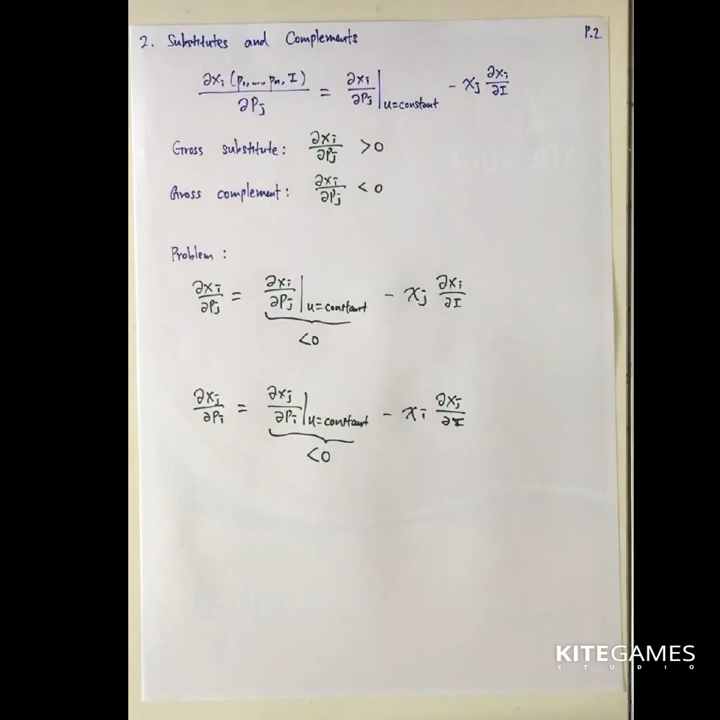 2. Substitutes and Complements P.2
∂xᵢ(p₁,...,pₙ,I)/∂Pⱼ = ∂xᵢ/∂Pⱼ|u=constant - xⱼ ∂xᵢ/∂I
Gross substitute: ∂xᵢ/∂Pⱼ > 0
Gross complement: ∂xᵢ/∂Pⱼ < 0
Problem:
∂xᵢ/∂Pⱼ = ∂xᵢ/∂Pⱼ|u=constant - xⱼ ∂xᵢ/∂I
<0
∂xⱼ/∂Pᵢ = ∂xⱼ/∂Pᵢ|u=constant - xᵢ ∂xⱼ/∂I
<0
KITEGAMES
STUDIO